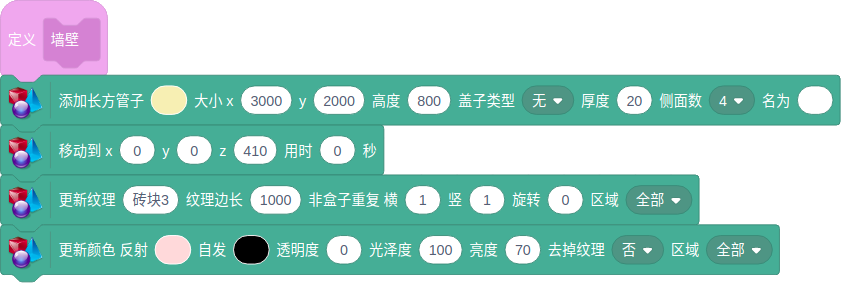 定义 墙壁
添加长方管子 大小 x 3000 y 2000 高度 800 盖子类型 无 厚度 20 侧面数 4 名为
移动到 x 0 y 0 z 410 用时 0 秒
更新纹理 砖块3 纹理边长 1000 非盒子重复 横 1 竖 1 旋转 0 区域 全部
更新颜色 反射 自发 透明度 0 光泽度 100 亮度 70 去掉纹理 否 区域 全部